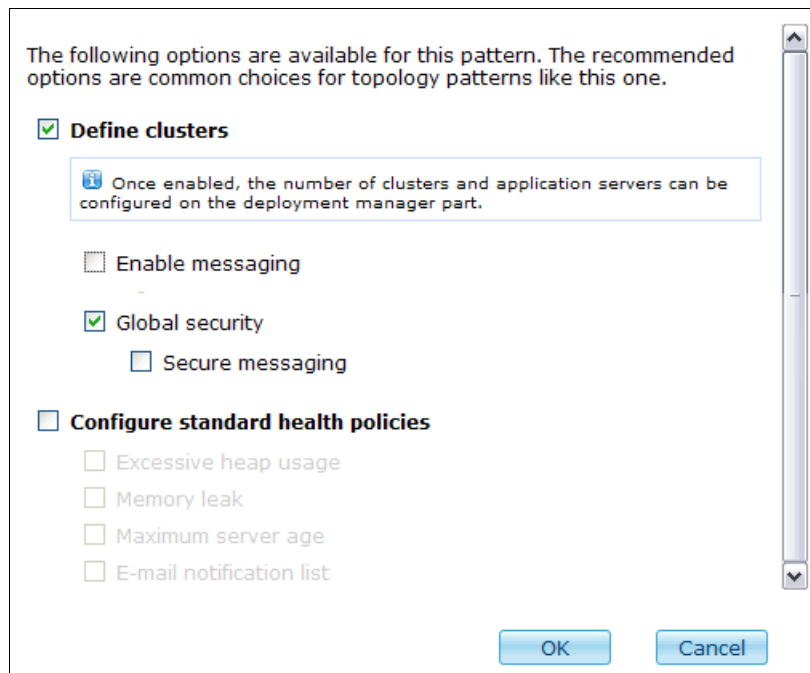 The following options are available for this pattern. The recommended
options are common choices for topology patterns like this one.
Define clusters
Once enabled, the number of clusters and application servers can be
configured on the deployment manager part.
Enable messaging
Global security
Secure messaging
Configure standard health policies
Excessive heap usage
Memory leak
Maximum server age
E-mail notification list
OK
Cancel